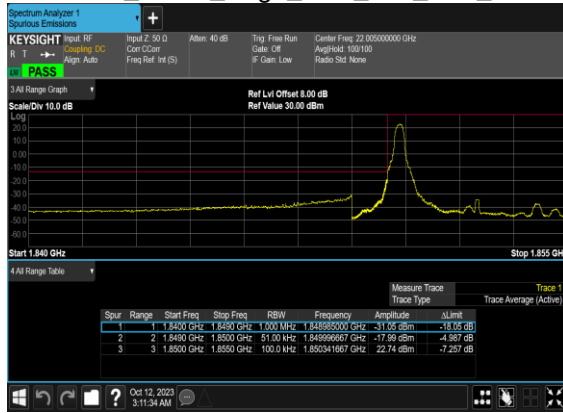 Spectrum Analyzer 1
Spurious Emissions
KEYSIGHT Input: RF Input Z: 50 Ω Atten: 40 dB Trig: Free Run Center Freq: 22.005000000 GHz
R T Coupling: DC Corr CCorr Gate: Off Avg|Hold: 100/100
Align: Auto Freq Ref: Int (S) IF Gain: Low Radio Std: None
PASS
3 All Range Graph
Ref Lvl Offset 8.00 dB
Scale/Div 10.0 dB Ref Value 30.00 dBm
Log
20.0
10.0
0.00
-10.0
-20.0
-30.0
-40.0
-50.0
-60.0
Start 1.840 GHz Stop 1.855 GH
4 All Range Table
Measure Trace Trace 1
Trace Type Trace Average (Active)
Spur Range Start Freq Stop Freq RBW Frequency Amplitude ΔLimit
1 1 1.8400 GHz 1.8490 GHz 1.000 MHz 1.848985000 GHz -31.05 dBm -18.05 dB
2 2 1.8490 GHz 1.8500 GHz 51.00 kHz 1.849996667 GHz -17.99 dBm -4.987 dB
3 3 1.8500 GHz 1.8550 GHz 100.0 kHz 1.850341667 GHz 22.74 dBm -7.257 dB
Oct 12, 2023
3:11:34 AM